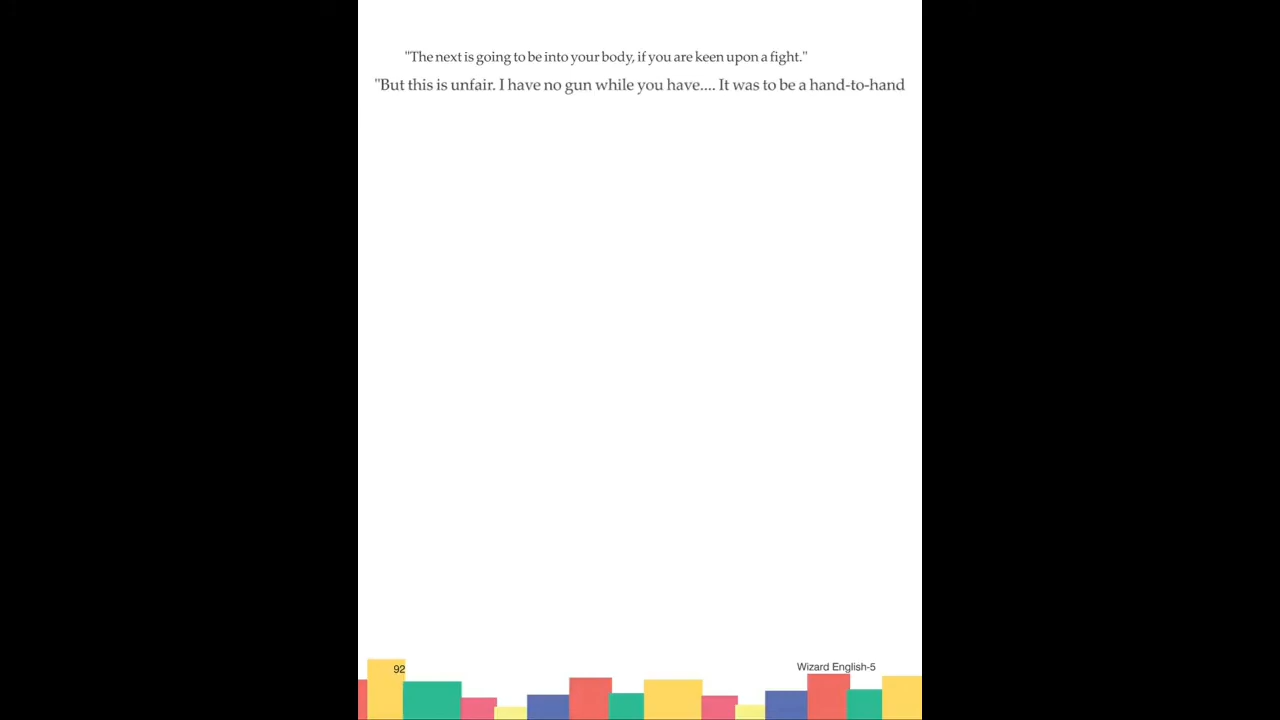 "The next is going to be into your body, if you are keen upon a fight."
"But this is unfair. I have no gun while you have.... It was to be a hand-to-hand
92
Wizard English-5